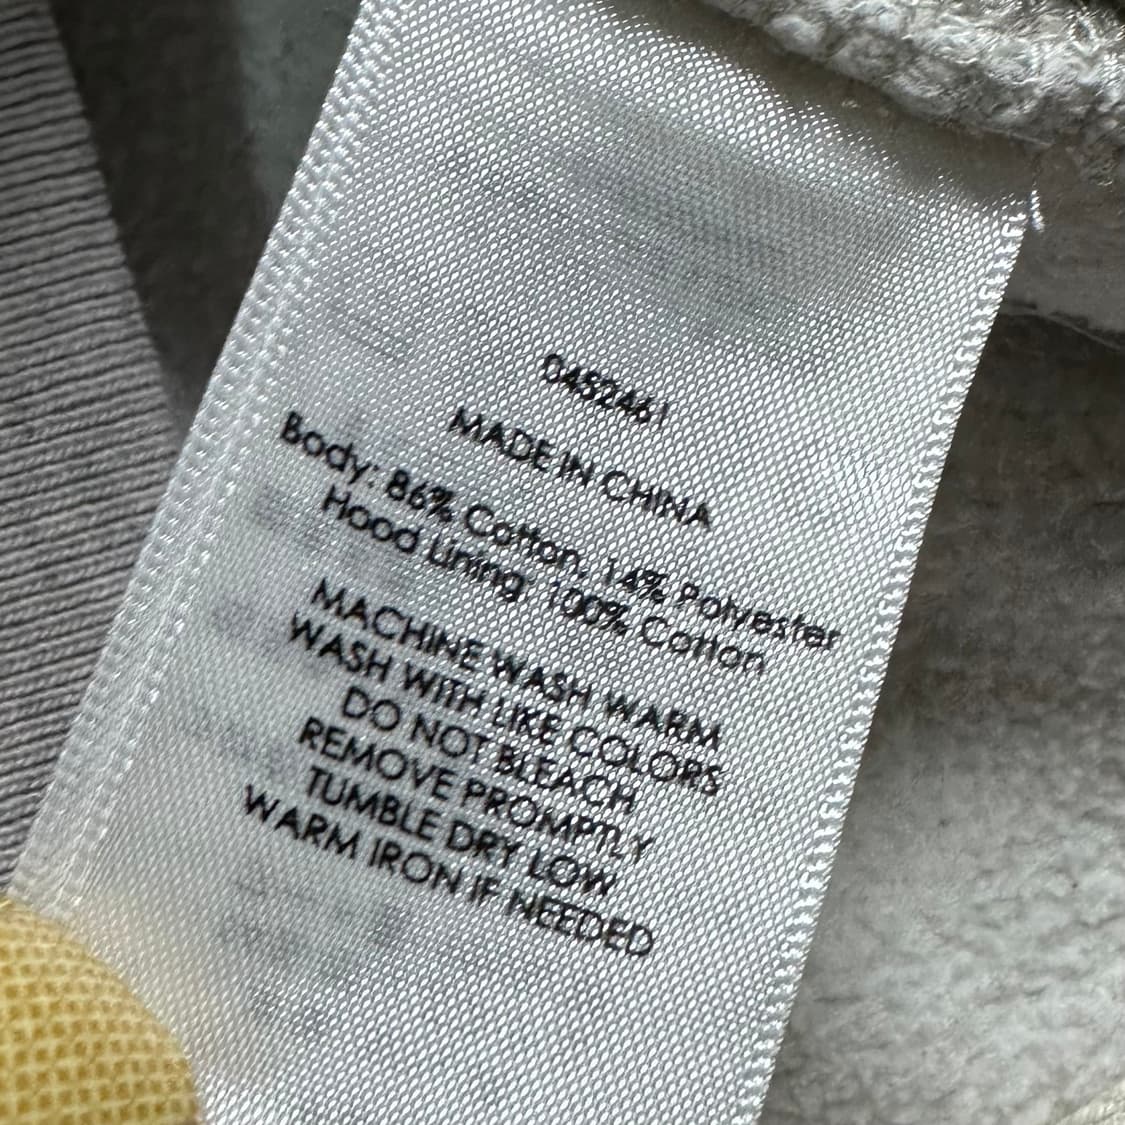 0452461
MADE IN CHINA
Body: 86% Cotton, 14% Polyester
Hood Lining: 100% Cotton
MACHINE WASH WARM
WASH WITH LIKE COLORS
DO NOT BLEACH
REMOVE PROMPTLY
TUMBLE DRY LOW
WARM IRON IF NEEDED